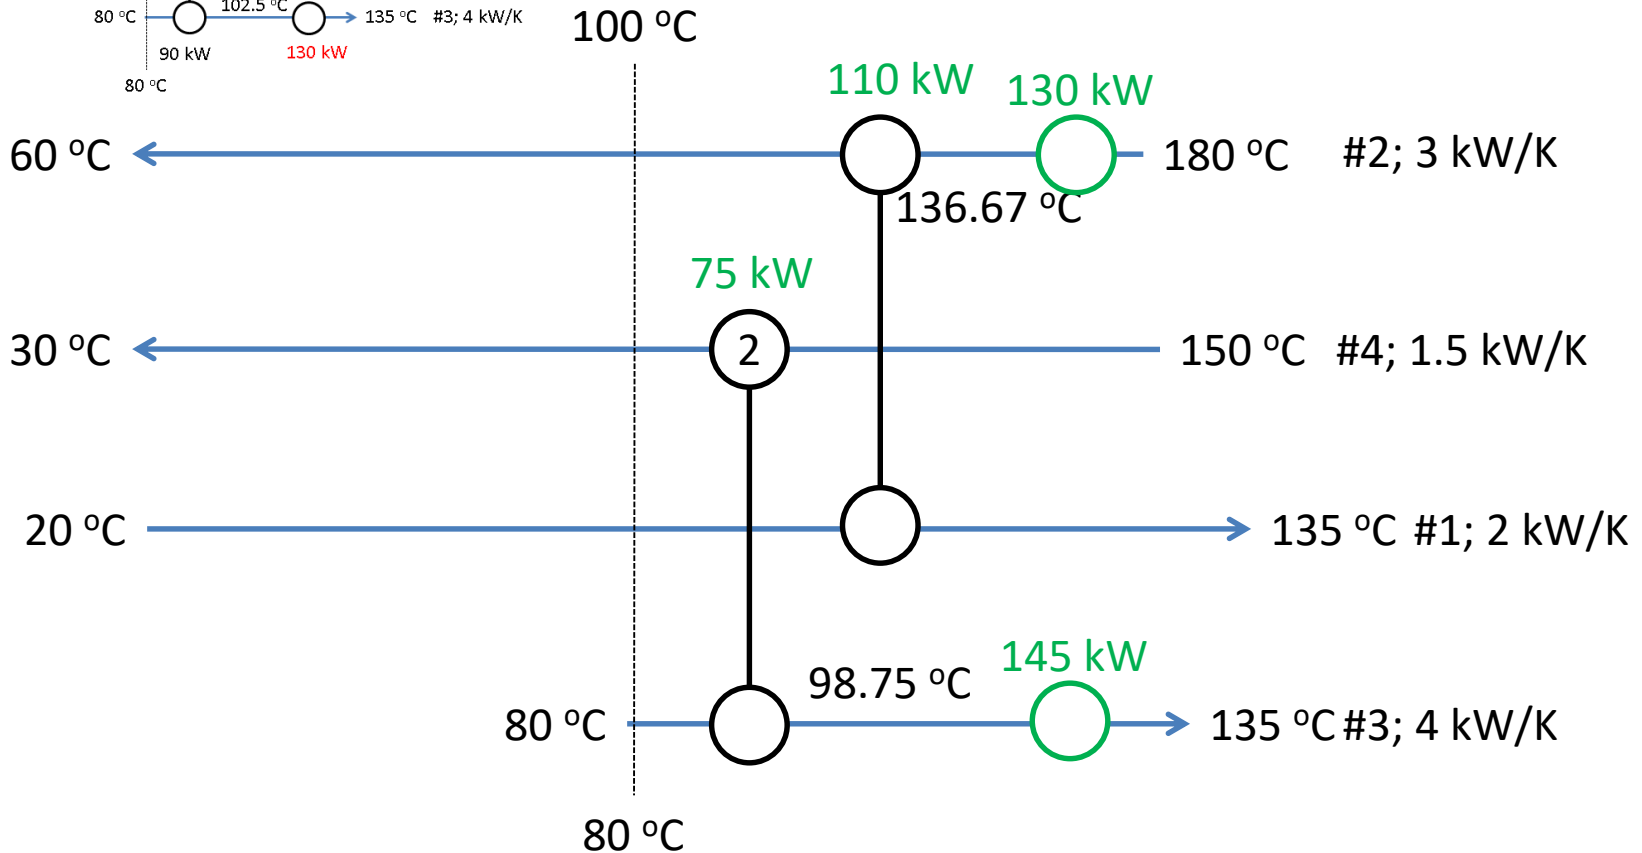 102.5 °C
80 °C 135 °C #3; 4 kW/K
90 kW 130 kW
80 °C
100 °C
110 kW 130 kW
60 °C 180 °C #2; 3 kW/K
136.67 °C
75 kW
30 °C 2 150 °C #4; 1.5 kW/K
20 °C 135 °C #1; 2 kW/K
145 kW
98.75 °C
80 °C 135 °C #3; 4 kW/K
80 °C